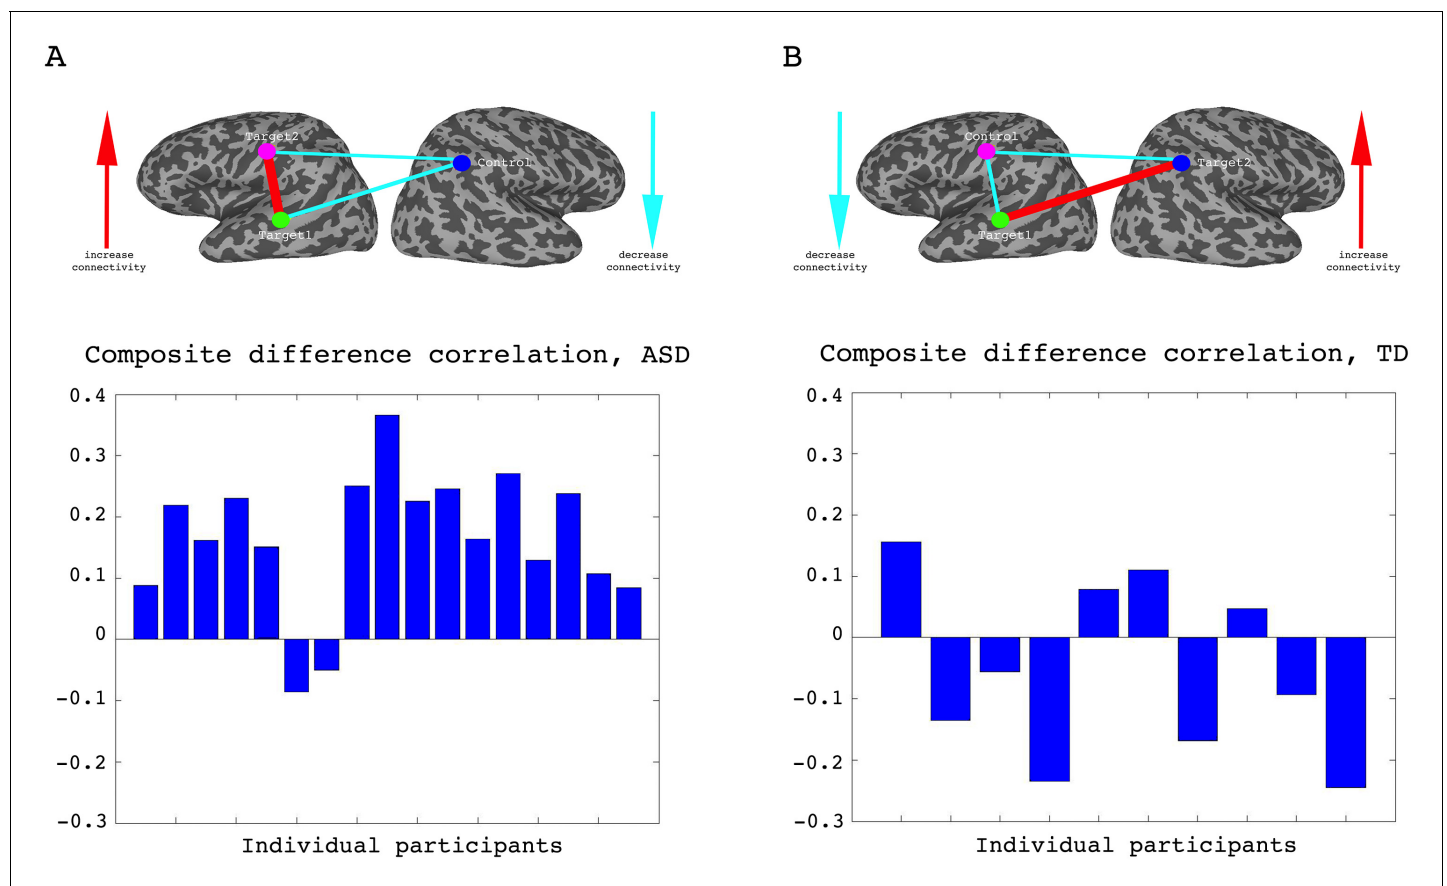 A
Target2
Control
Target1
increase
connectivity
decrease
connectivity
Composite difference correlation, ASD
0.4
0.3
0.2
0.1
0
-0.1
-0.2
-0.3
Individual participants
B
Control
Target2
Target1
decrease
connectivity
increase
connectivity
Composite difference correlation, TD
0.4
0.3
0.2
0.1
0
-0.1
-0.2
-0.3
Individual participants